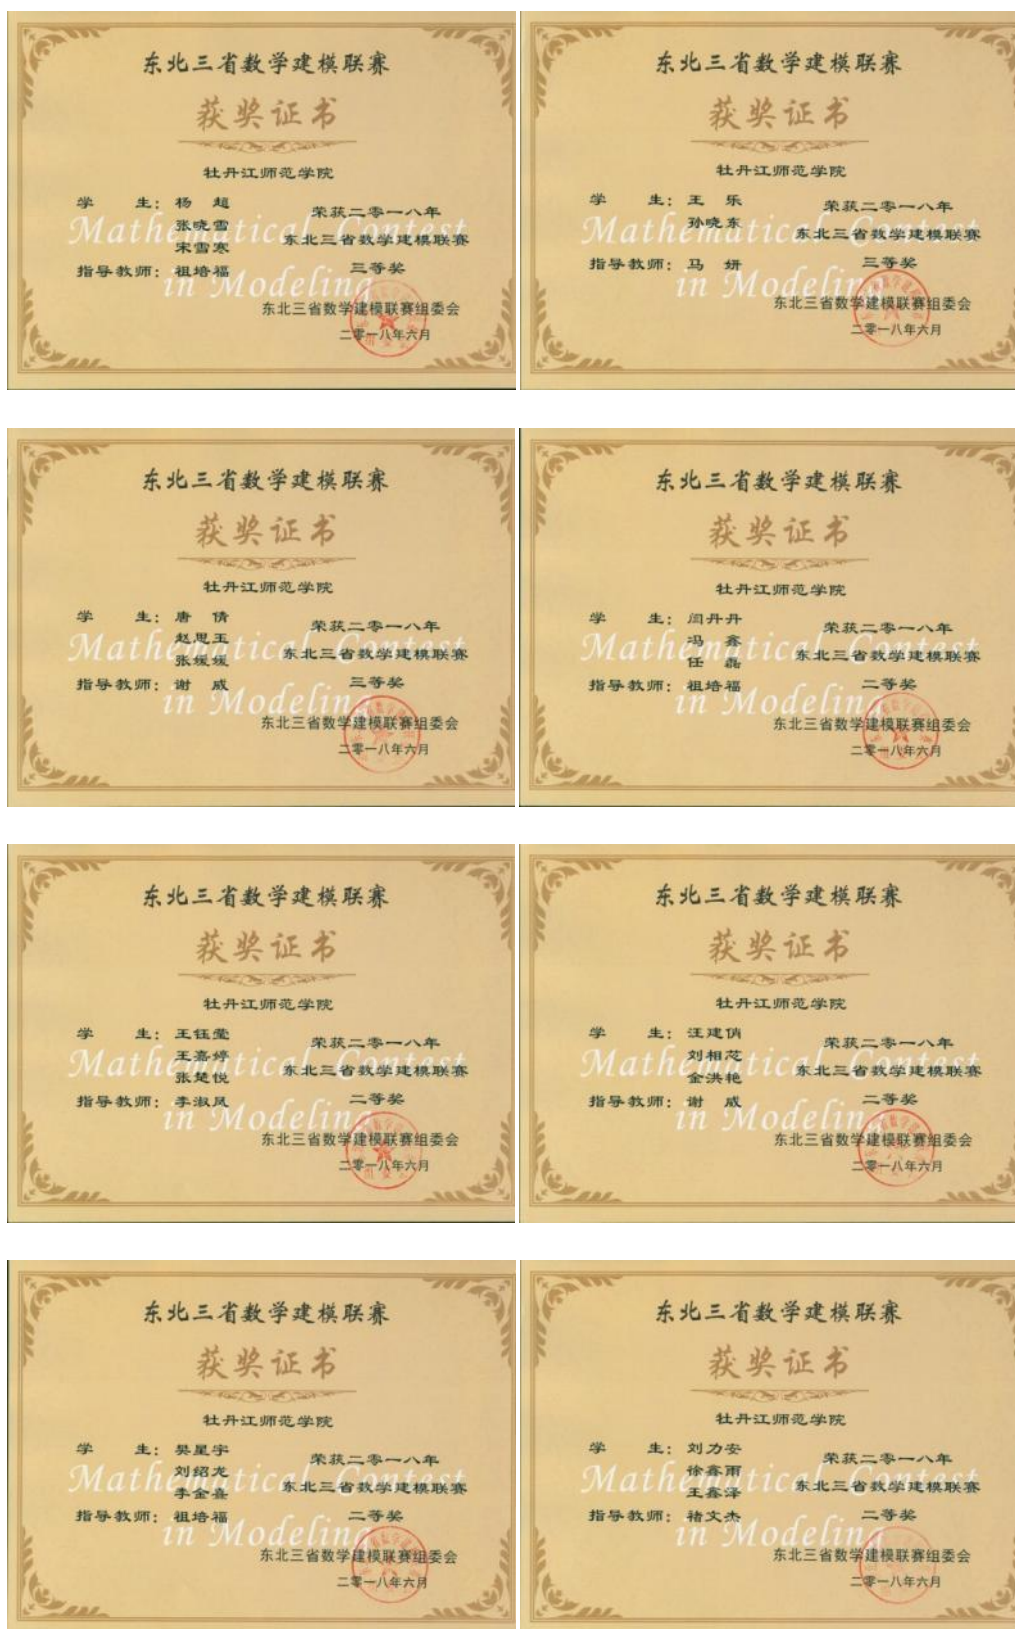 东北三省数学建模联赛
获奖证书
牡丹江师范学院
学 生：杨 超
张晓雪
宋雪寒
指导教师：祖培福
荣获二零一八年
东北三省数学建模联赛
三等奖
Mathematical Contest
in Modeling
东北三省数学建模联赛组委会
二零一八年六月
东北三省数学建模联赛
获奖证书
牡丹江师范学院
学 生：王 乐
孙晓东
指导教师：马 妍
荣获二零一八年
东北三省数学建模联赛
三等奖
Mathematical Contest
in Modeling
东北三省数学建模联赛组委会
二零一八年六月
东北三省数学建模联赛
获奖证书
牡丹江师范学院
学 生：唐 倩
赵思玉
张媛媛
指导教师：谢 威
荣获二零一八年
东北三省数学建模联赛
三等奖
Mathematical Contest
in Modeling
东北三省数学建模联赛组委会
二零一八年六月
东北三省数学建模联赛
获奖证书
牡丹江师范学院
学 生：闫丹丹
冯 鑫
任 磊
指导教师：祖培福
荣获二零一八年
东北三省数学建模联赛
二等奖
Mathematical Contest
in Modeling
东北三省数学建模联赛组委会
二零一八年六月
东北三省数学建模联赛
获奖证书
牡丹江师范学院
学 生：王钰莹
王嘉婷
张楚悦
指导教师：李淑凤
荣获二零一八年
东北三省数学建模联赛
二等奖
Mathematical Contest
in Modeling
东北三省数学建模联赛组委会
二零一八年六月
东北三省数学建模联赛
获奖证书
牡丹江师范学院
学 生：汪建俏
刘相芯
金洪艳
指导教师：谢 威
荣获二零一八年
东北三省数学建模联赛
二等奖
Mathematical Contest
in Modeling
东北三省数学建模联赛组委会
二零一八年六月
东北三省数学建模联赛
获奖证书
牡丹江师范学院
学 生：樊星宇
刘绍龙
李金喜
指导教师：祖培福
荣获二零一八年
东北三省数学建模联赛
二等奖
Mathematical Contest
in Modeling
东北三省数学建模联赛组委会
二零一八年六月
东北三省数学建模联赛
获奖证书
牡丹江师范学院
学 生：刘力安
徐鑫雨
王鑫泽
指导教师：褚文杰
荣获二零一八年
东北三省数学建模联赛
二等奖
Mathematical Contest
in Modeling
东北三省数学建模联赛组委会
二零一八年六月